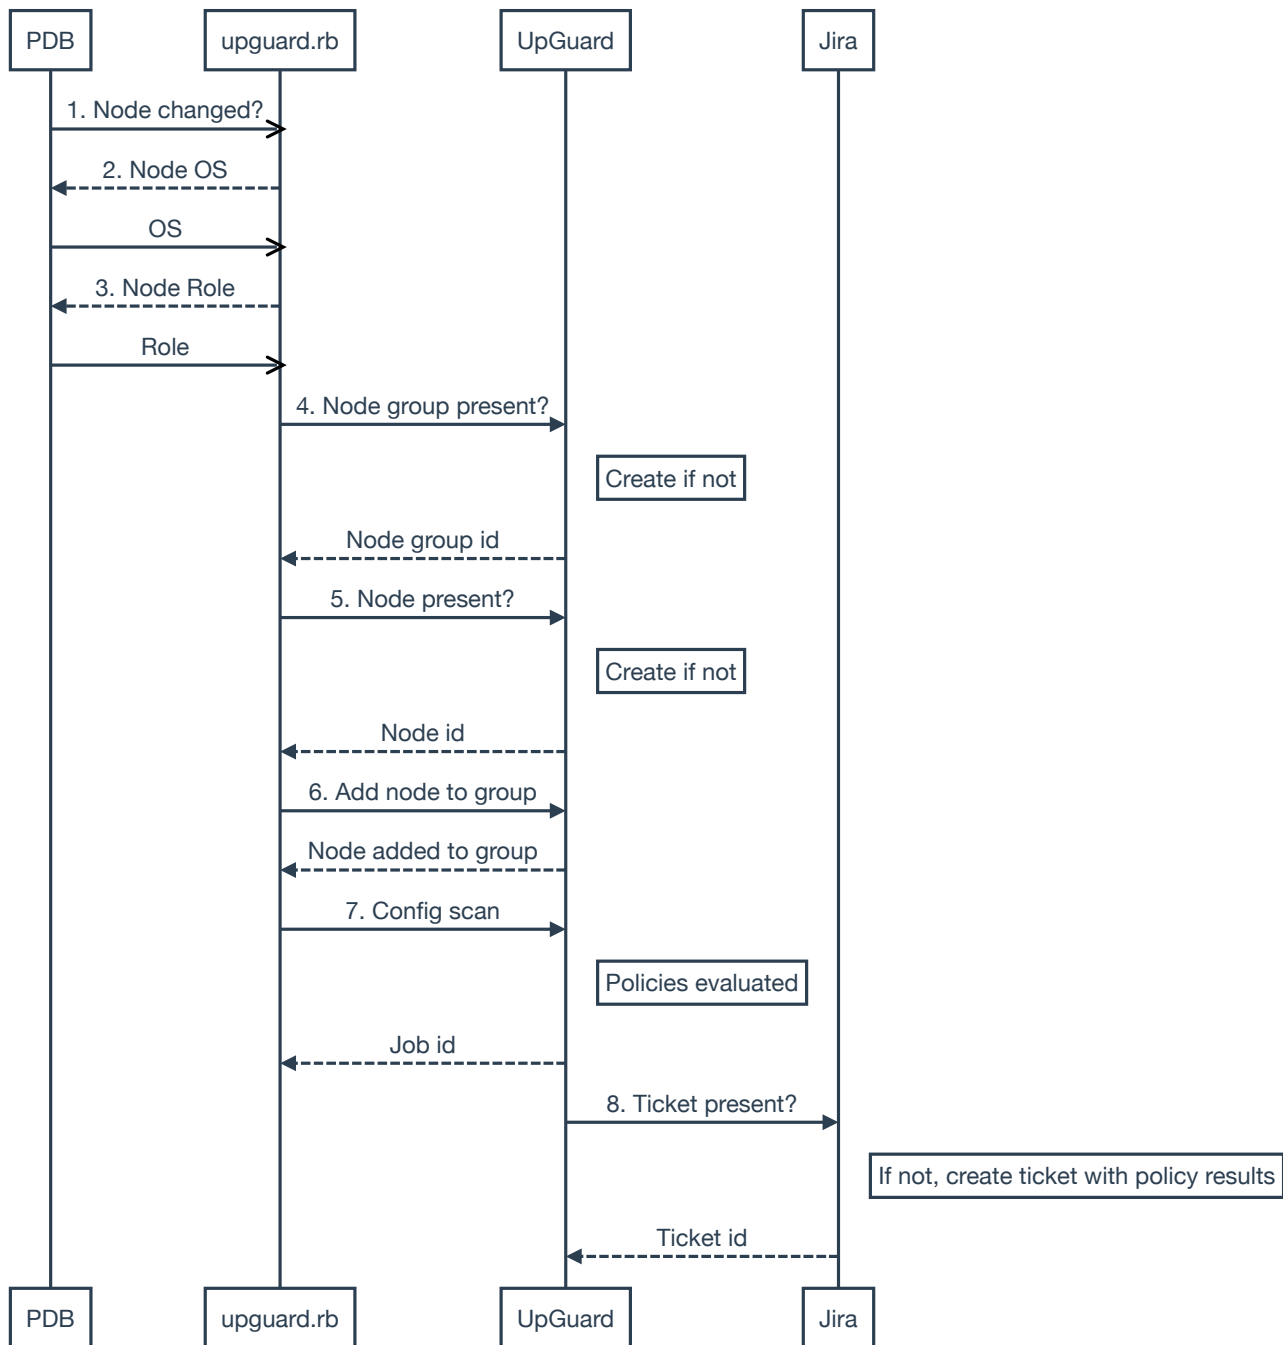 PDB
upguard.rb
UpGuard
Jira
1. Node changed?
2. Node OS
OS
3. Node Role
Role
4. Node group present?
Create if not
Node group id
5. Node present?
Create if not
Node id
6. Add node to group
Node added to group
7. Config scan
Policies evaluated
Job id
8. Ticket present?
If not, create ticket with policy results
Ticket id
PDB
upguard.rb
UpGuard
Jira